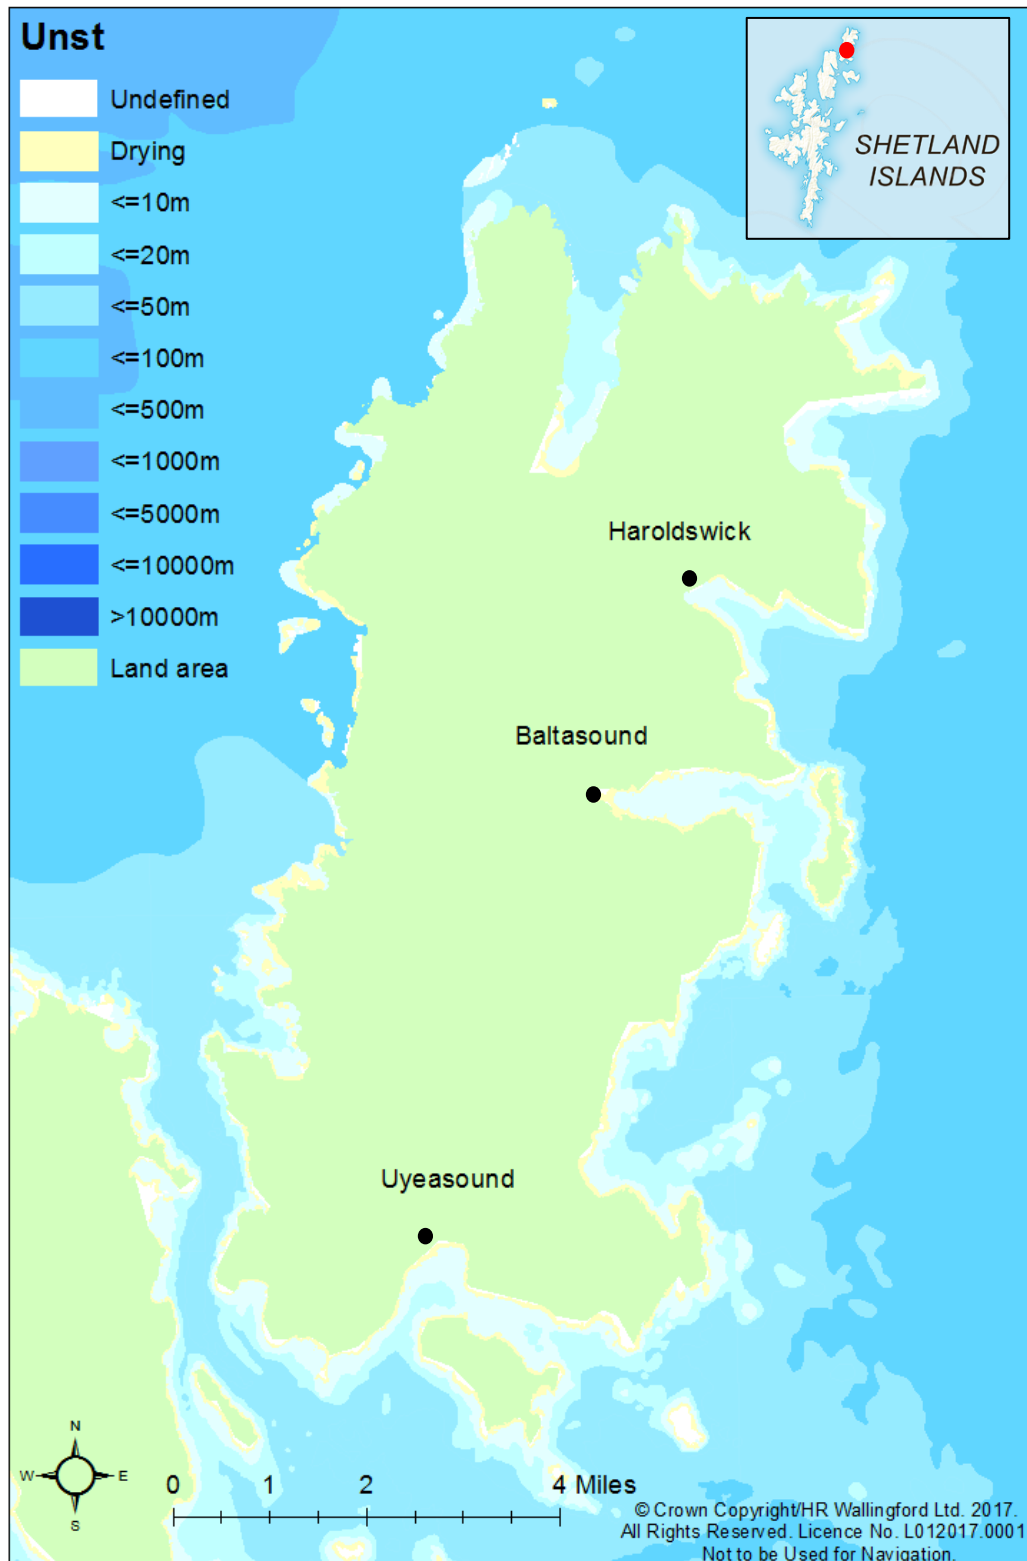 Unst
Undefined
Drying
<=10m
<=20m
<=50m
<=100m
<=500m
<=1000m
<=5000m
<=10000m
>10000m
Land area
SHETLAND
ISLANDS
Haroldswick
Baltasound
Uyeasound
N
W E
S
0 1 2 4 Miles
© Crown Copyright/HR Wallingford Ltd. 2017.
All Rights Reserved. Licence No. L012017.0001
Not to be Used for Navigation.